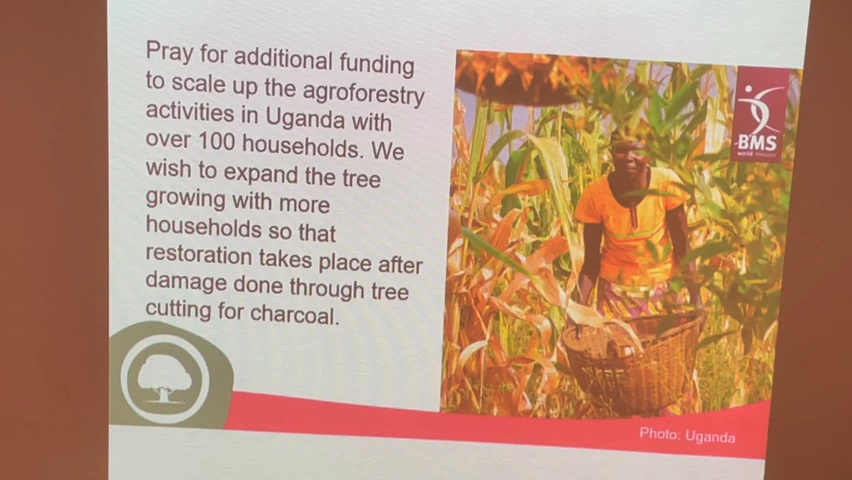 Pray for additional funding
to scale up the agroforestry
activities in Uganda with
over 100 households. We
wish to expand the tree
growing with more
households so that
restoration takes place after
damage done through tree
cutting for charcoal.
BMS
world mission
Photo: Uganda